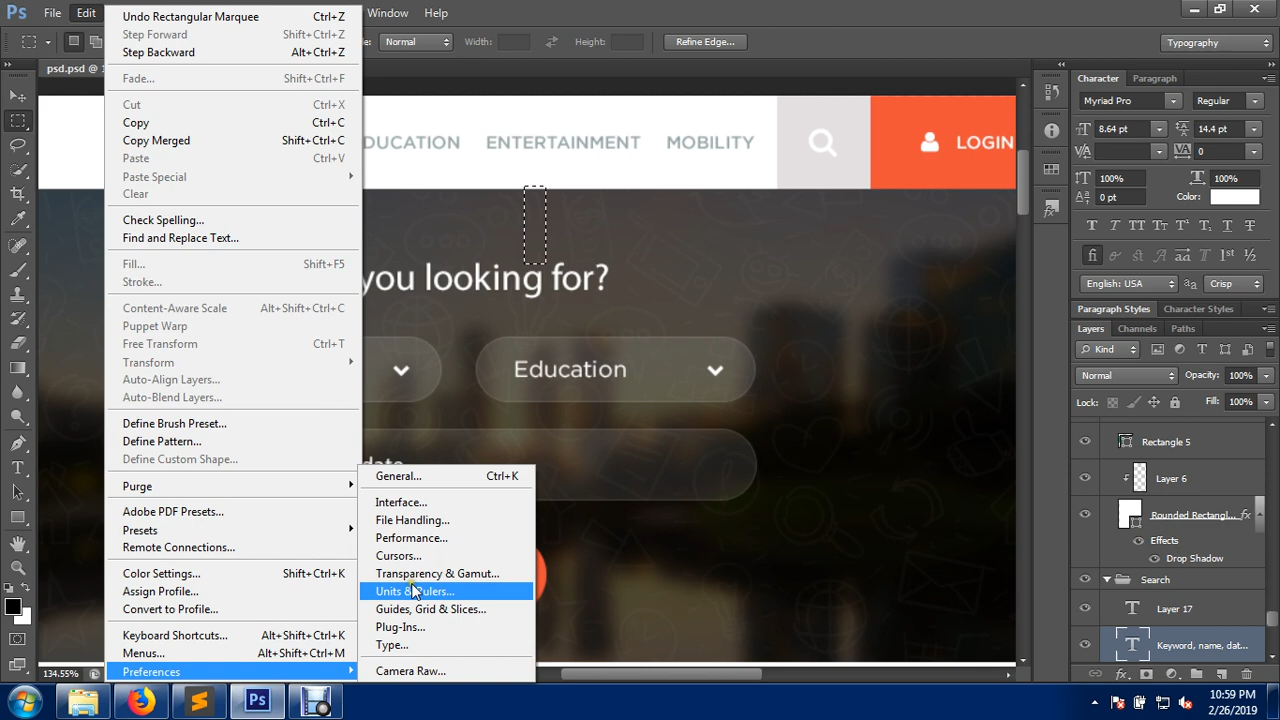 Ps File Edit Window Help
Normal Width: Height: Refine Edge... Typography
psd.psd @ 1
Undo Rectangular Marquee Ctrl+Z
Step Forward Shift+Ctrl+Z
Step Backward Alt+Ctrl+Z
Fade... Shift+Ctrl+F
Cut Ctrl+X
Copy Ctrl+C
Copy Merged Shift+Ctrl+C
Paste Ctrl+V
Paste Special
Clear
Check Spelling...
Find and Replace Text...
Fill... Shift+F5
Stroke...
Content-Aware Scale Alt+Shift+Ctrl+C
Puppet Warp
Free Transform Ctrl+T
Transform
Auto-Align Layers...
Auto-Blend Layers...
Define Brush Preset...
Define Pattern...
Define Custom Shape...
Purge
Adobe PDF Presets...
Presets
Remote Connections...
Color Settings... Shift+Ctrl+K
Assign Profile...
Convert to Profile...
Keyboard Shortcuts... Alt+Shift+Ctrl+K
Menus... Alt+Shift+Ctrl+M
Preferences
General... Ctrl+K
Interface...
File Handling...
Performance...
Cursors...
Transparency & Gamut...
Units & Rulers...
Guides, Grid & Slices...
Plug-Ins...
Type...
Camera Raw...
DUCATION ENTERTAINMENT MOBILITY LOGIN
you looking for?
Education
date
134.55%
Character Paragraph
Myriad Pro Regular
8.64 pt 14.4 pt
0
100% 100%
0 pt Color:
English: USA Crisp
Paragraph Styles Character Styles
Layers Channels Paths
Kind
Normal Opacity: 100%
Lock: Fill: 100%
Rectangle 5
Layer 6
Rounded Rectangl... fx
Effects
Drop Shadow
Search
Layer 17
Keyword, name, dat...
Ps
10:59 PM
2/26/2019